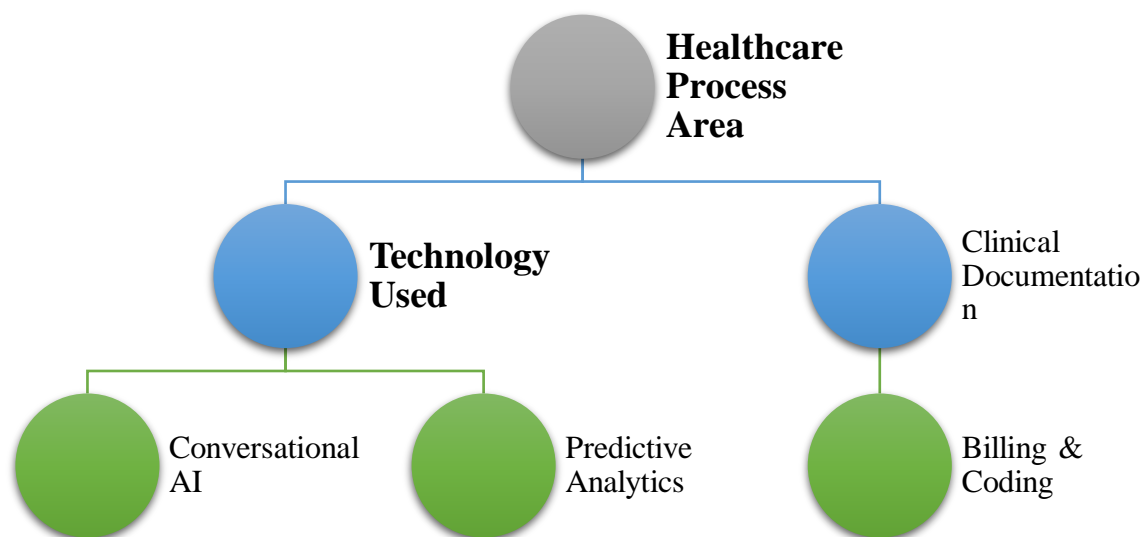 Healthcare
Process
Area
Technology
Used
Clinical
Documentatio
n
Conversational
AI
Predictive
Analytics
Billing &
Coding